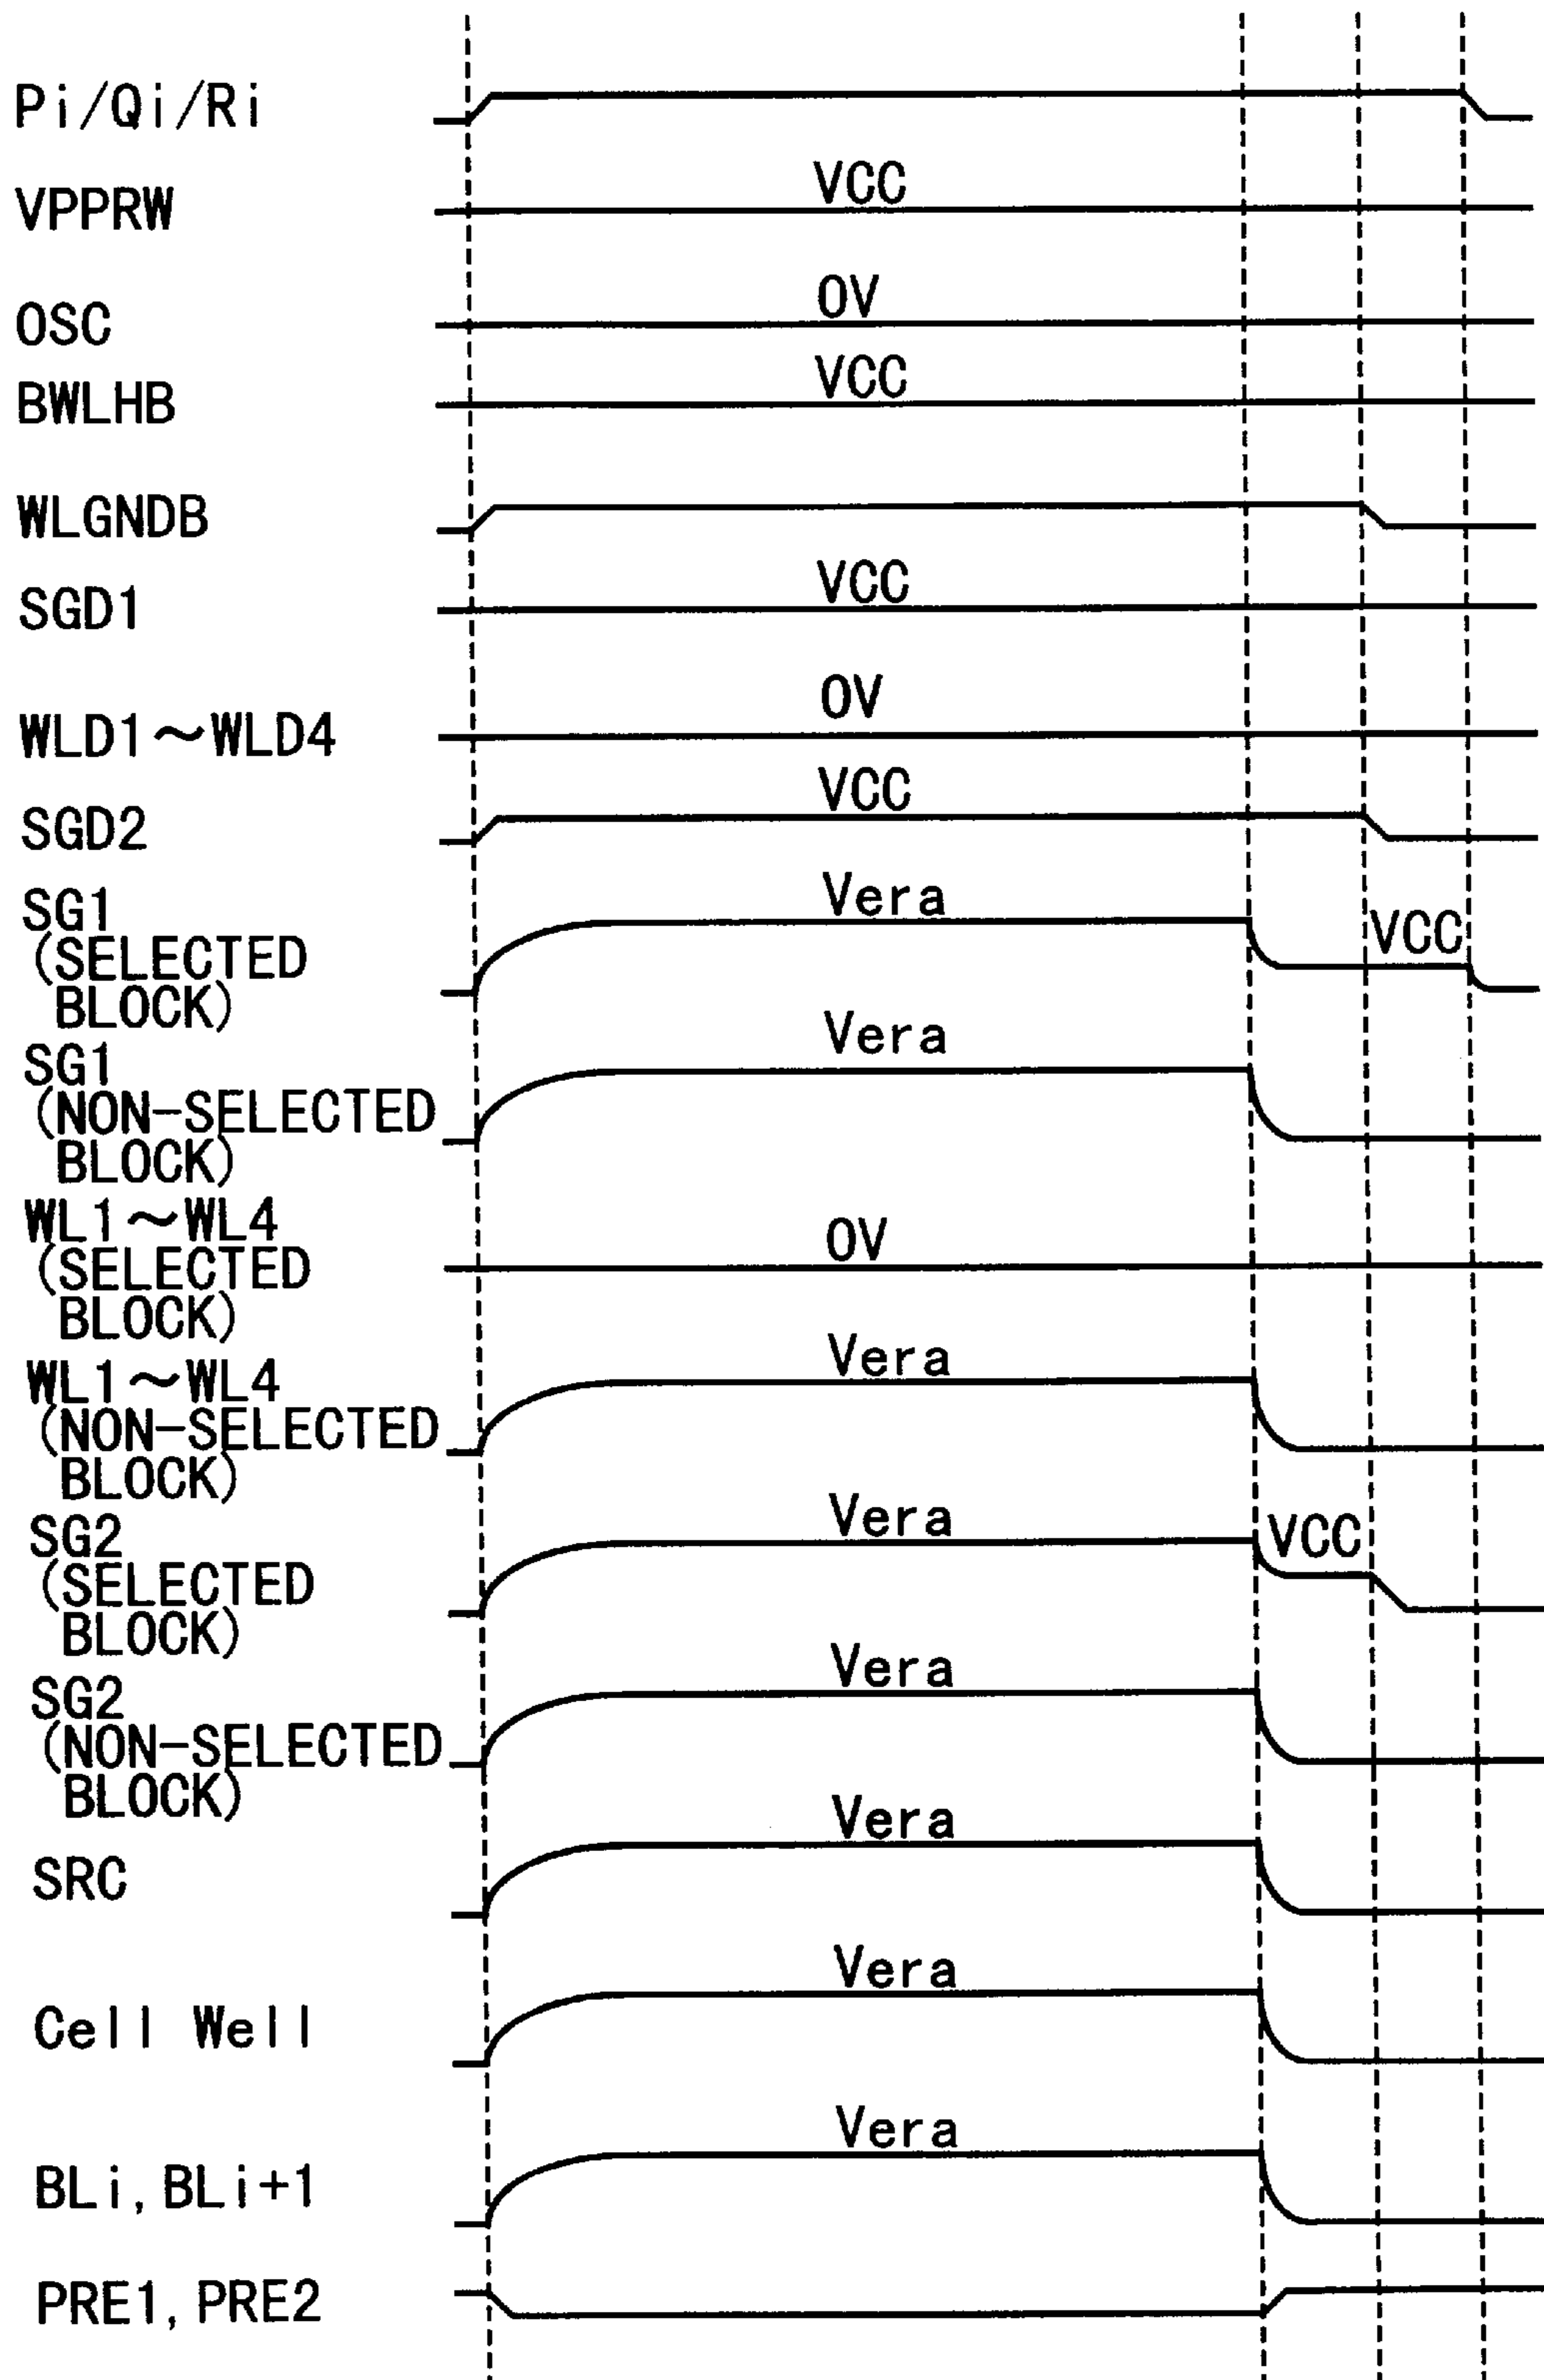 Pi/Qi/Ri
VCC
VPPRW
0V
OSC
VCC
BWLHB
WLGNDB
VCC
SGD1
0V
WLD1～WLD4
VCC
SGD2
Vera
SG1
(SELECTED
BLOCK)
VCC
Vera
SG1
(NON-SELECTED
BLOCK)
WL1～WL4
(SELECTED
BLOCK)
0V
Vera
WL1～WL4
(NON-SELECTED
BLOCK)
Vera
VCC
SG2
(SELECTED
BLOCK)
Vera
SG2
(NON-SELECTED
BLOCK)
Vera
SRC
Vera
Cell Well
Vera
BLi, BLi+1
PRE1, PRE2